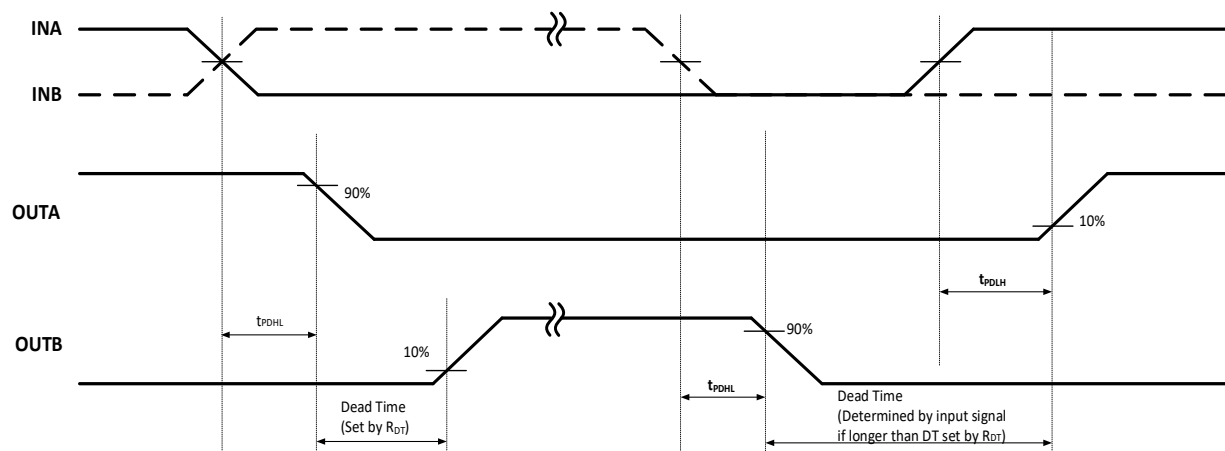 INA
INB
OUTA
90%
10%
tPDLH
OUTB
tPDHL
10%
90%
tPDHL
Dead Time
(Set by RDT)
Dead Time
(Determined by input signal
if longer than DT set by RDT)